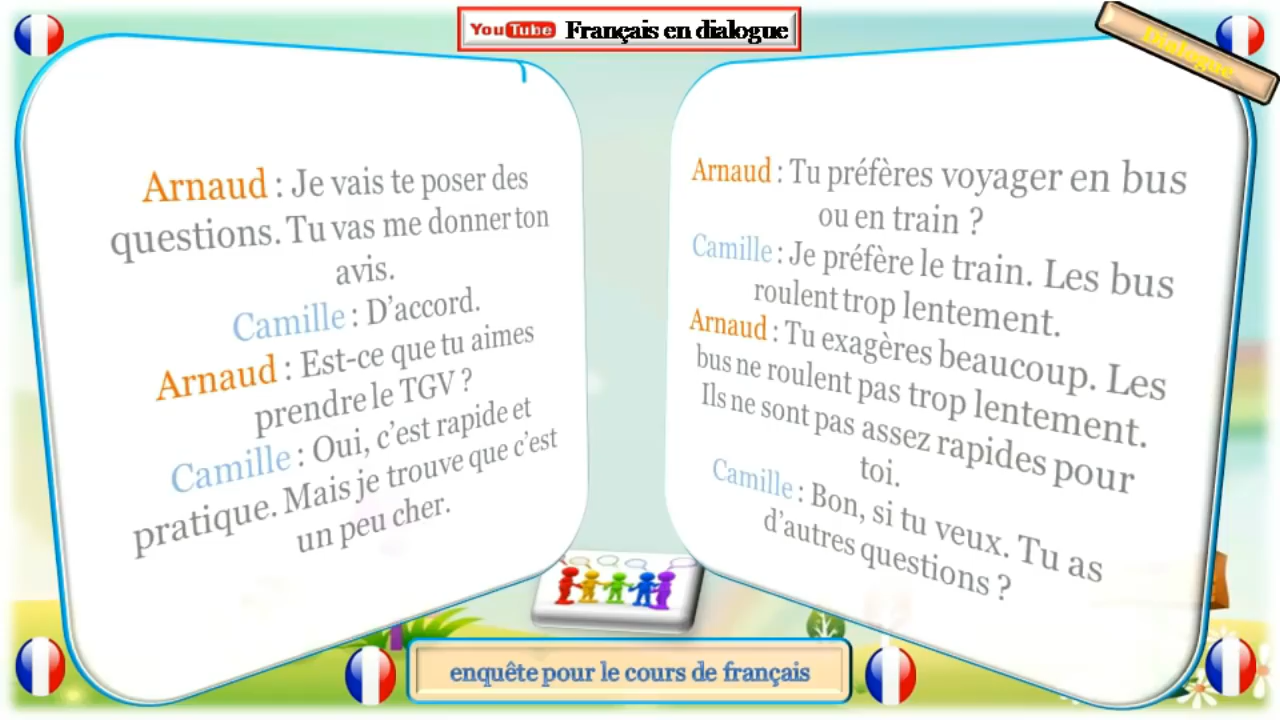 YouTube Français en dialogue
Dialogue
Arnaud : Je vais te poser des
questions. Tu vas me donner ton
avis.
Camille : D'accord.
Arnaud : Est-ce que tu aimes
prendre le TGV ?
Camille : Oui, c'est rapide et
pratique. Mais je trouve que c'est
un peu cher.
Arnaud : Tu préfères voyager en bus
ou en train ?
Camille : Je préfère le train. Les bus
roulent trop lentement.
Arnaud : Tu exagères beaucoup. Les
bus ne roulent pas trop lentement.
Ils ne sont pas assez rapides pour
toi.
Camille : Bon, si tu veux. Tu as
d'autres questions ?
enquête pour le cours de français